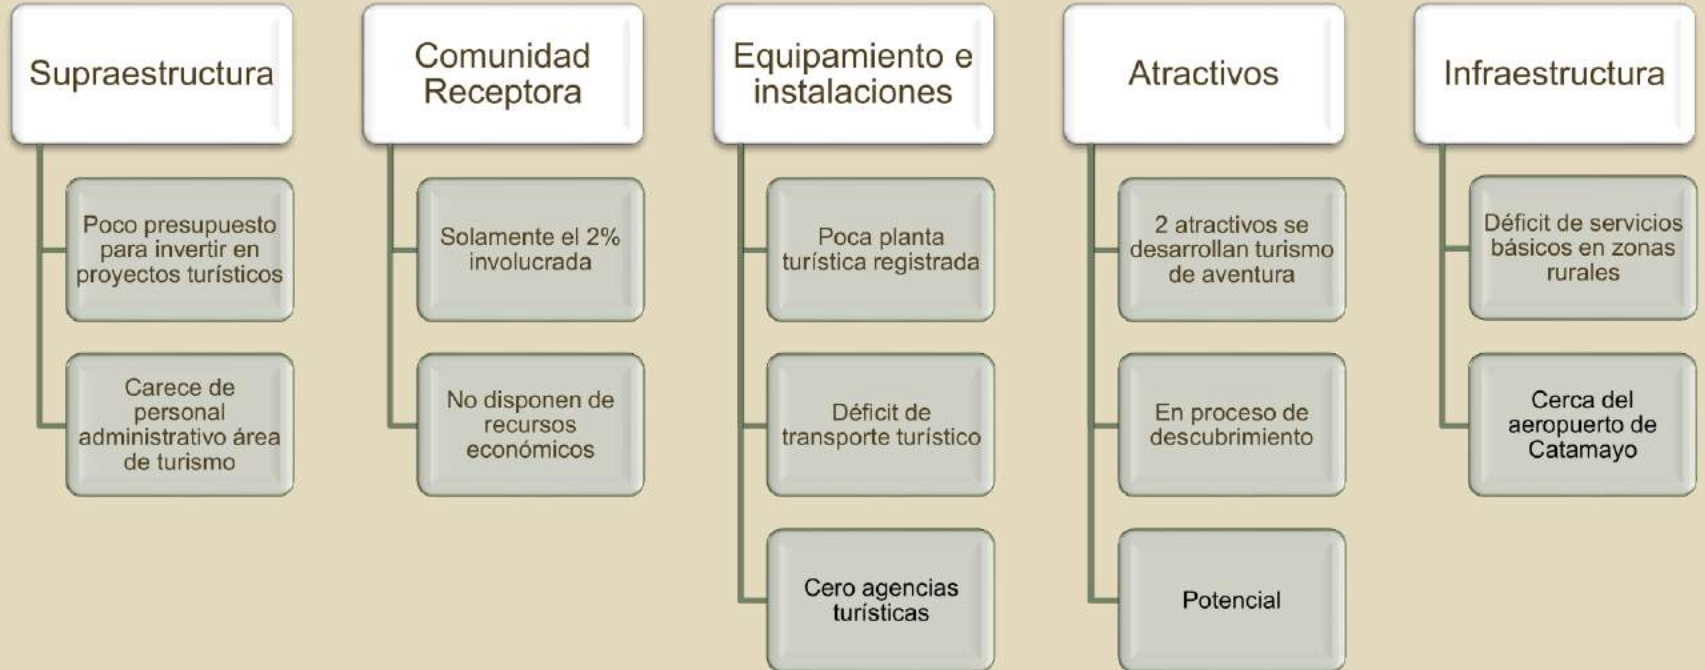 Supraestructura
Poco presupuesto
para invertir en
proyectos turísticos
Carece de
personal
administrativo área
de turismo
Comunidad
Receptora
Solamente el 2%
involucrada
No disponen de
recursos
económicos
Equipamiento e
instalaciones
Poca planta
turística registrada
Déficit de
transporte turístico
Cero agencias
turísticas
Atractivos
2 atractivos se
desarrollan turismo
de aventura
En proceso de
descubrimiento
Potencial
Infraestructura
Déficit de servicios
básicos en zonas
rurales
Cerca del
aeropuerto de
Catamayo